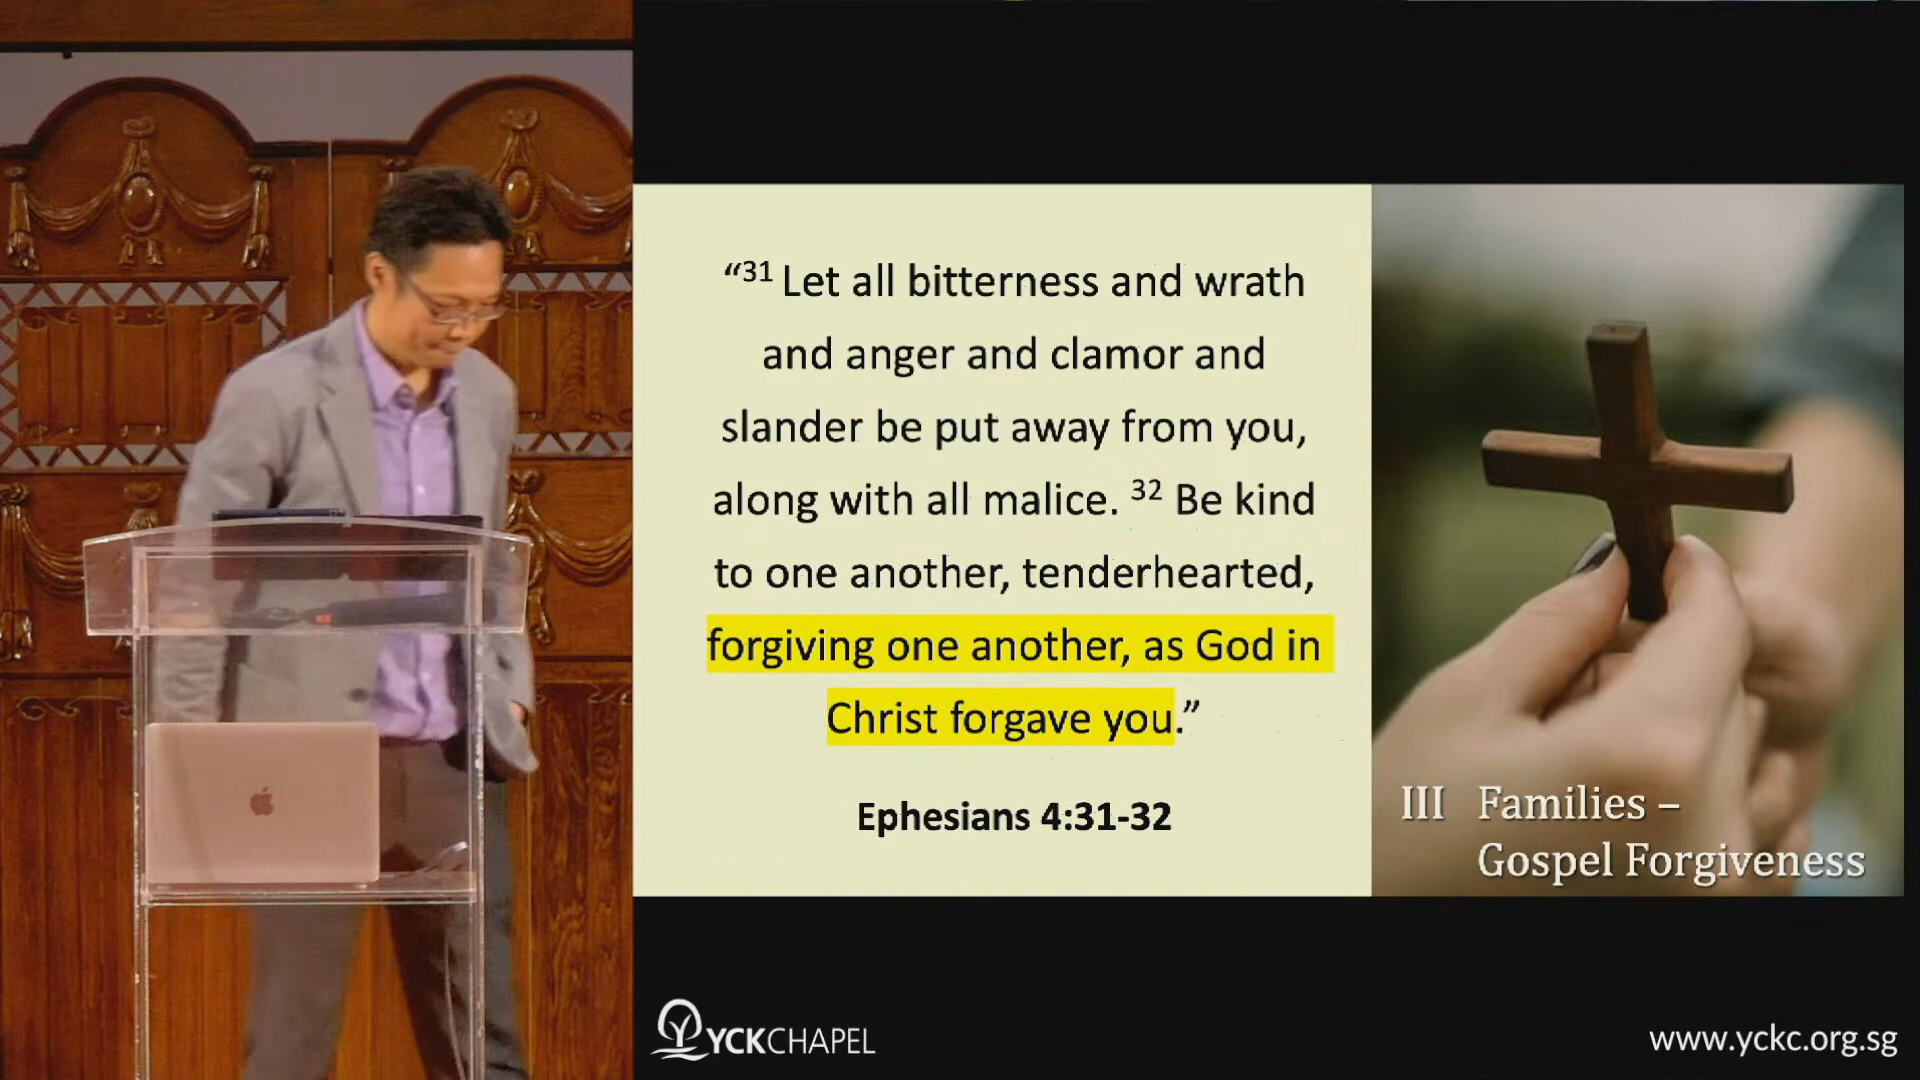 “31 Let all bitterness and wrath
and anger and clamor and
slander be put away from you,
along with all malice. 32 Be kind
to one another, tenderhearted,
forgiving one another, as God in
Christ forgave you.”
Ephesians 4:31-32
III Families –
Gospel Forgiveness
YCKCHAPEL
www.yckc.org.sg